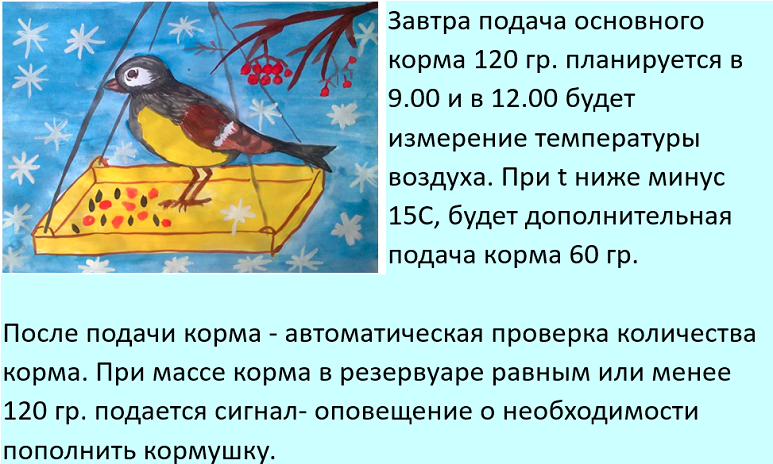 Завтра подача основного
корма 120 гр. планируется в
9.00 и в 12.00 будет
измерение температуры
воздуха. При t ниже минус
15С, будет дополнительная
подача корма 60 гр.
После подачи корма - автоматическая проверка количества
корма. При массе корма в резервуаре равным или менее
120 гр. подается сигнал- оповещение о необходимости
пополнить кормушку.